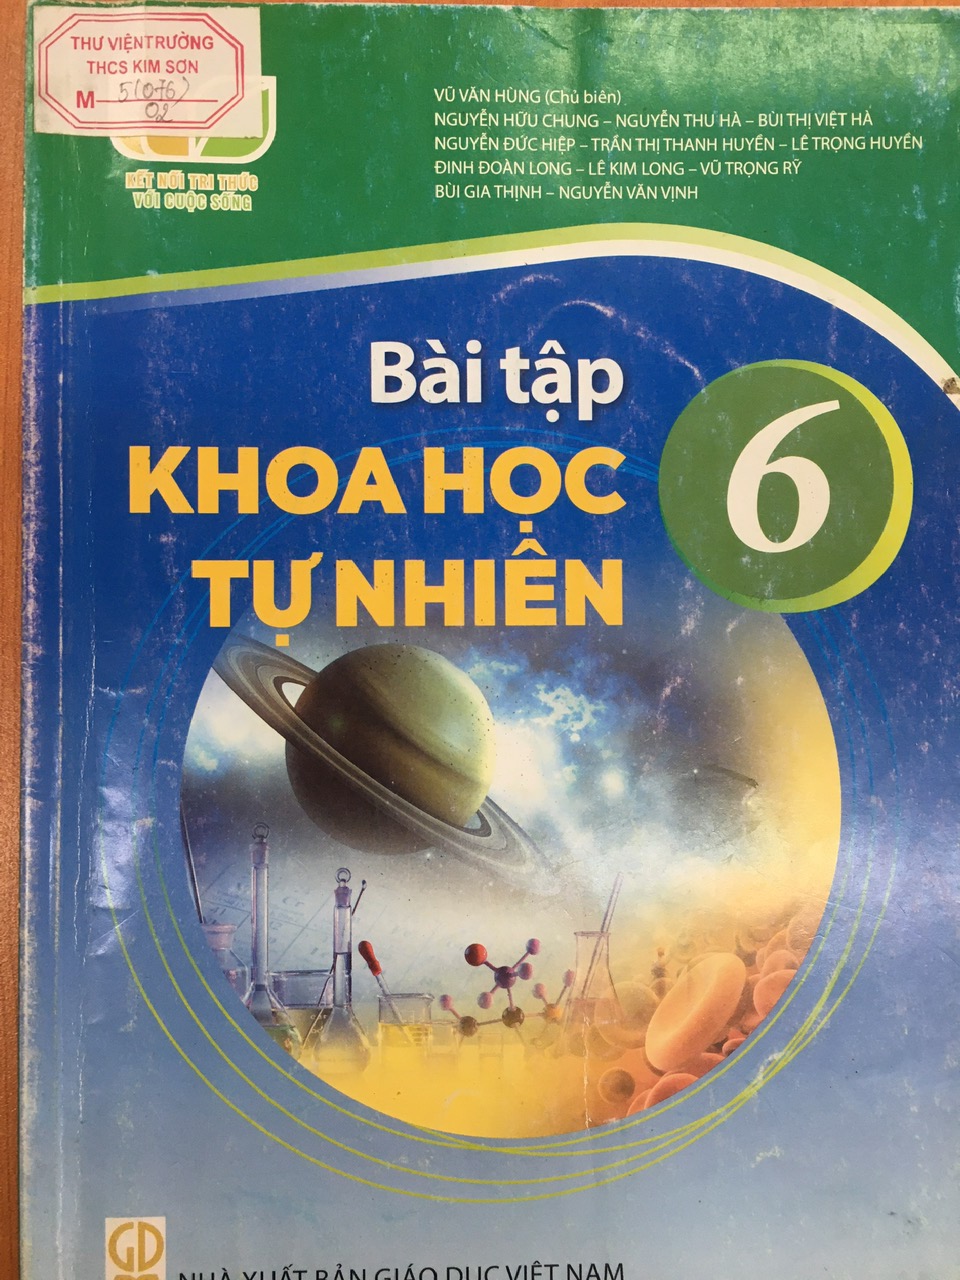 THƯ VIỆN TRƯỜNG
THCS KIM SƠN
M 5(076)
02
KẾT NỐI TRI THỨC
VỚI CUỘC SỐNG
VŨ VĂN HÙNG (Chủ biên)
NGUYỄN HỮU CHUNG – NGUYỄN THU HÀ – BÙI THỊ VIỆT HÀ
NGUYỄN ĐỨC HIỆP – TRẦN THỊ THANH HUYỀN – LÊ TRỌNG HUYỀN
ĐINH ĐOÀN LONG – LÊ KIM LONG – VŨ TRỌNG RỸ
BÙI GIA THỊNH – NGUYỄN VĂN VỊNH
Bài tập
KHOA HỌC
TỰ NHIÊN
6
GD
NHÀ XUẤT BẢN GIÁO DỤC VIỆT NAM